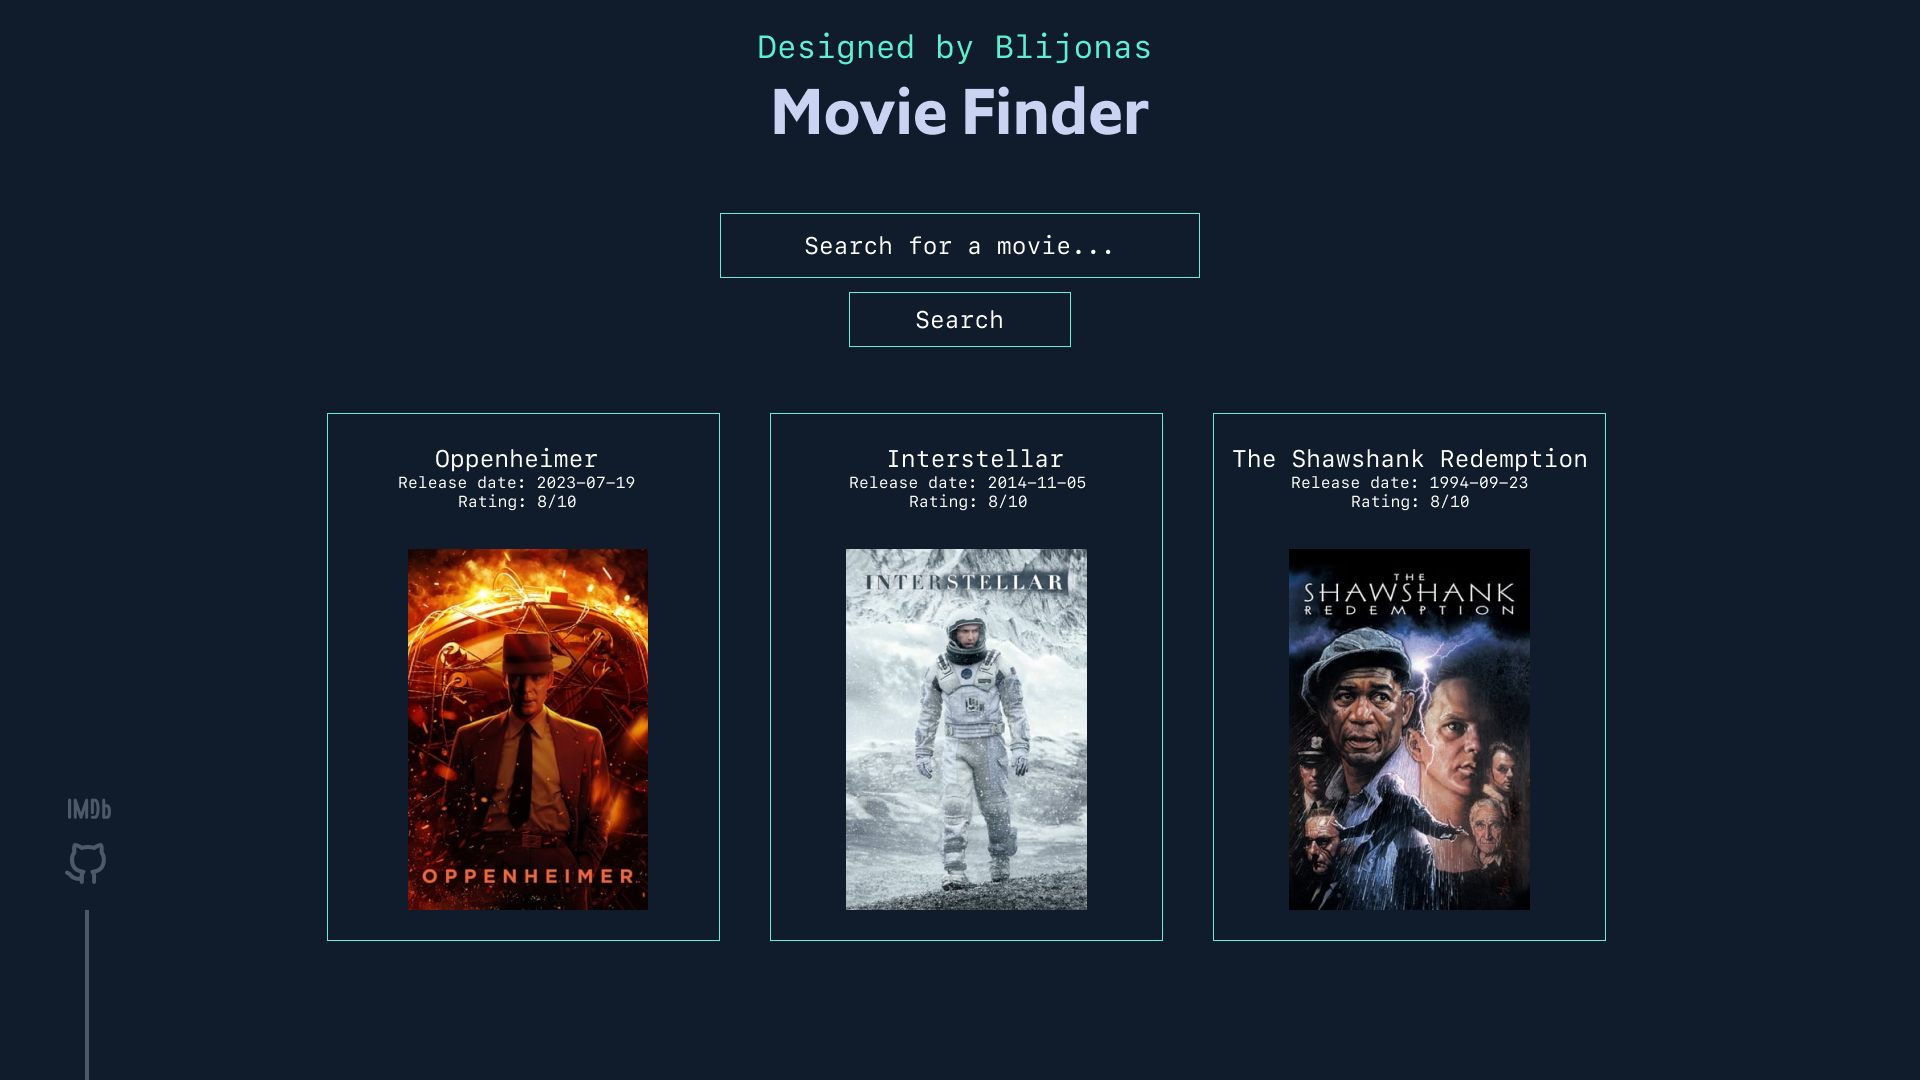 Designed by Blijonas
Movie Finder
Search for a movie...
Search
Oppenheimer
Release date: 2023-07-19
Rating: 8/10
OPPENHEIMER
Interstellar
Release date: 2014-11-05
Rating: 8/10
INTERSTELLAR
The Shawshank Redemption
Release date: 1994-09-23
Rating: 8/10
THE
SHAWSHANK
REDEMPTION
IMDb